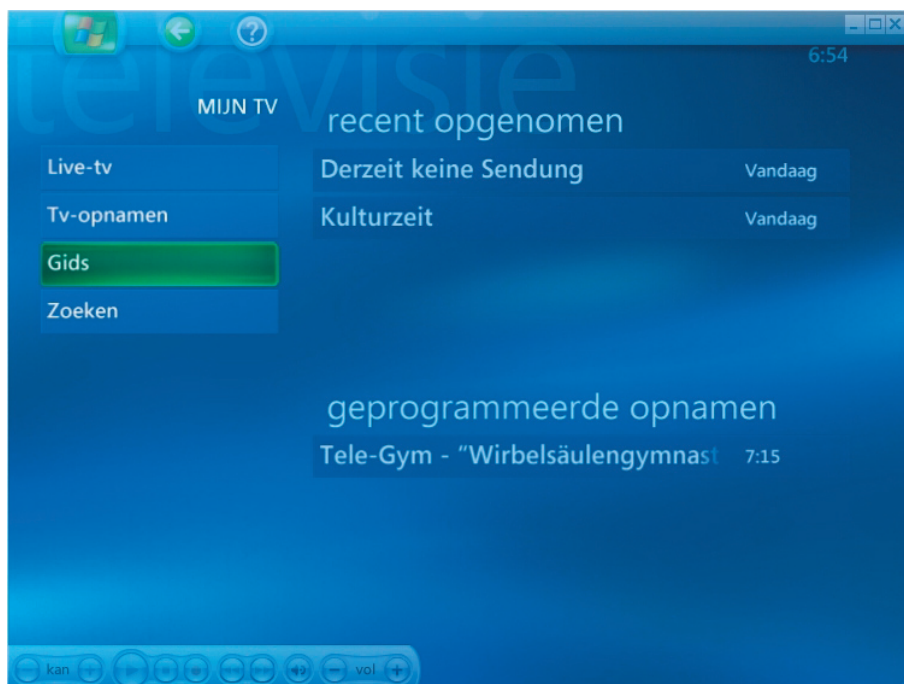 televisie
6:54
MIJN TV
Live-tv
Tv-opnamen
Gids
Zoeken
recent opgenomen
Derzeit keine Sendung Vandaag
Kulturzeit Vandaag
geprogrammeerde opnamen
Tele-Gym - "Wirbelsäulengymnast 7:15
kan
vol